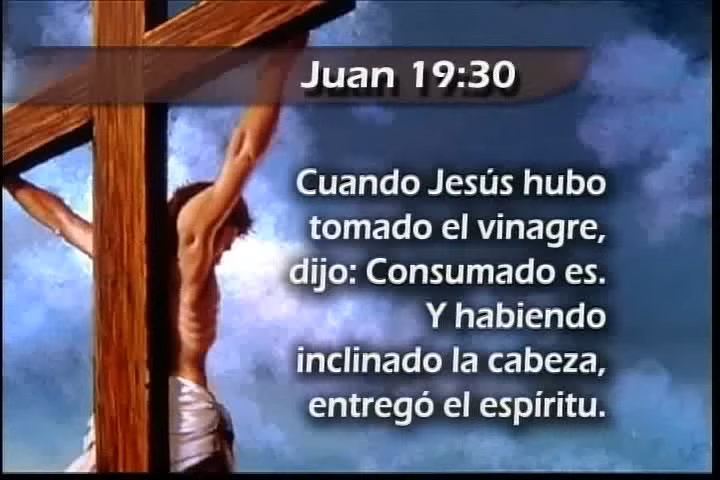 Juan 19:30
Cuando Jesús hubo
tomado el vinagre,
dijo: Consumado es.
Y habiendo
inclinado la cabeza,
entregó el espíritu.